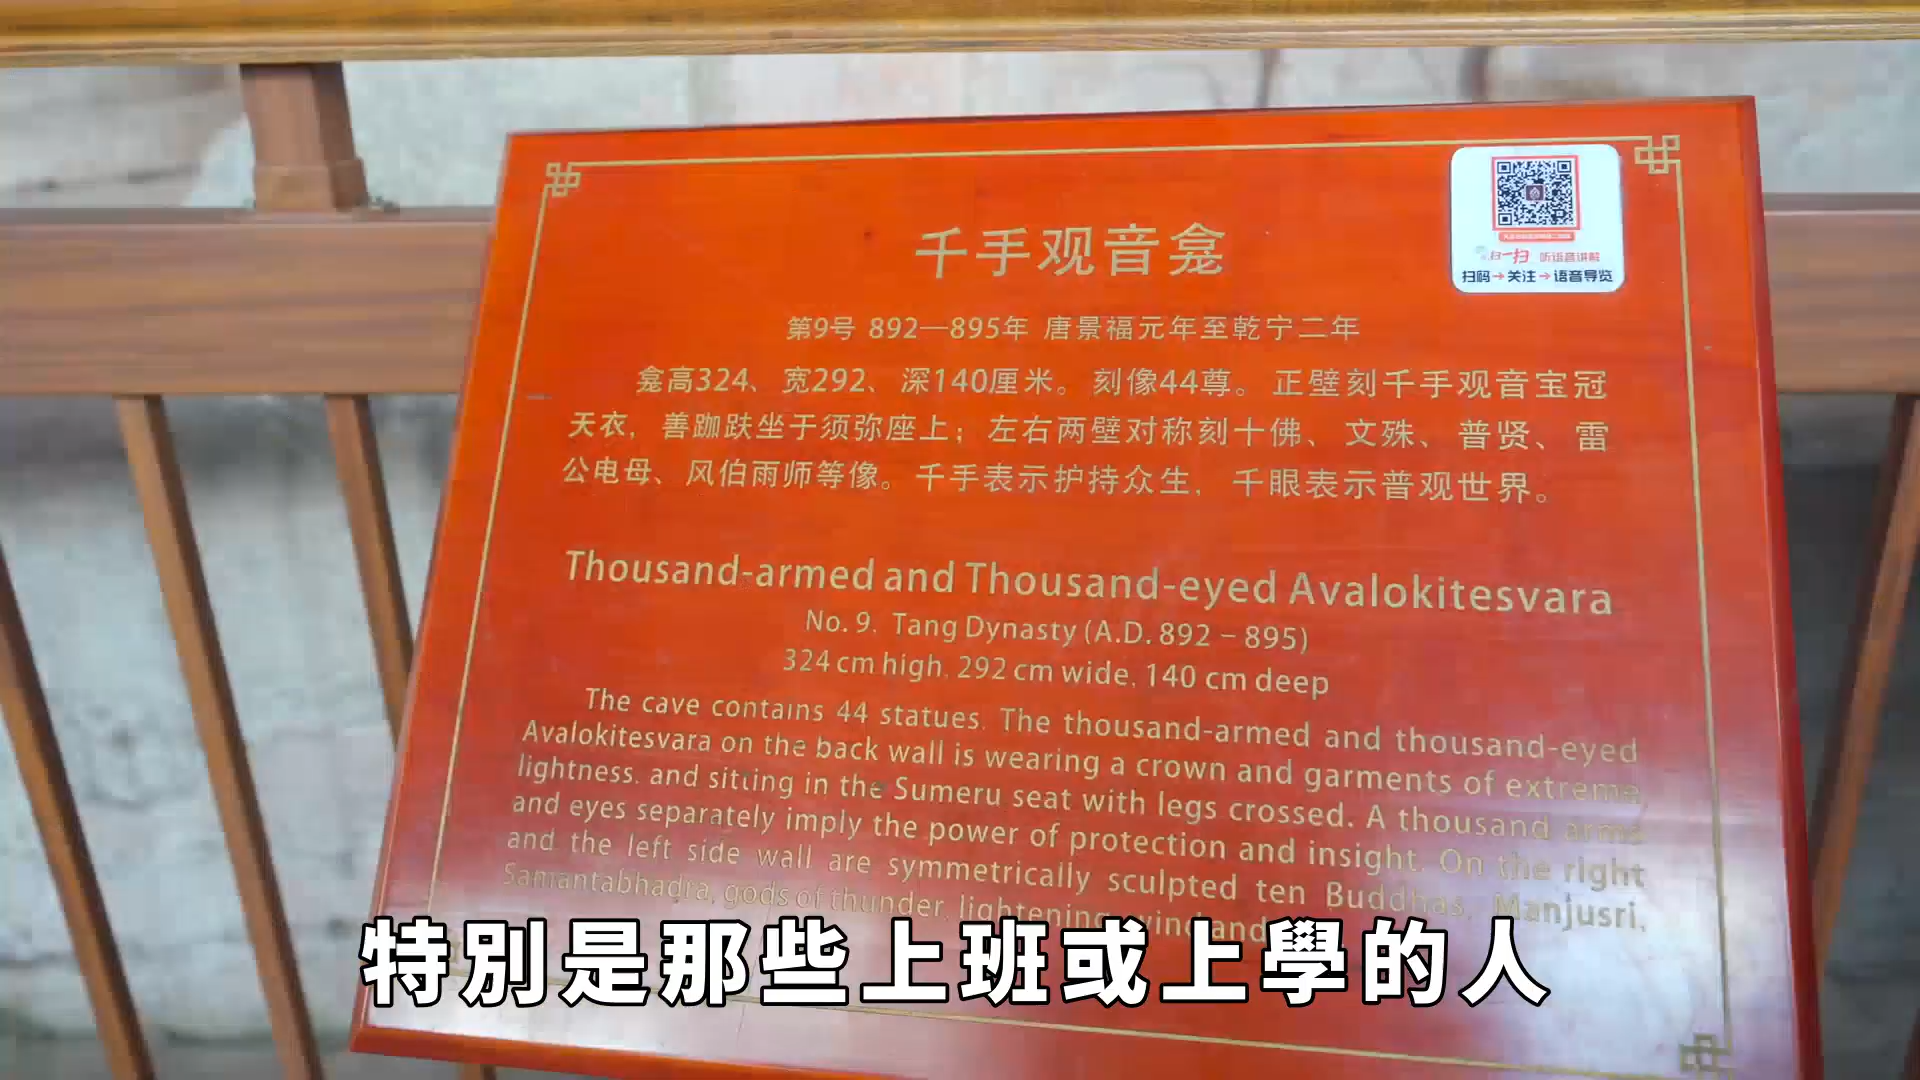 千手观音龛
扫一扫 听语音讲解
扫码→关注→语音导览
第9号 892—895年 唐景福元年至乾宁二年
龛高324、宽292、深140厘米。刻像44尊。正壁刻千手观音宝冠
天衣，善跏趺坐于须弥座上；左右两壁对称刻十佛、文殊、普贤、雷
公电母、风伯雨师等像。千手表示护持众生，千眼表示普观世界。
Thousand-armed and Thousand-eyed Avalokitesvara
No. 9. Tang Dynasty (A.D. 892 – 895)
324 cm high, 292 cm wide, 140 cm deep
The cave contains 44 statues. The thousand-armed and thousand-eyed
Avalokitesvara on the back wall is wearing a crown and garments of extreme
lightness, and sitting in the Sumeru seat with legs crossed. A thousand arms
and eyes separately imply the power of protection and insight. On the right
and the left side wall are symmetrically sculpted ten Buddhas, Manjusri,
Samantabhadra, gods of thunder, lightening, wind and
特別是那些上班或上學的人